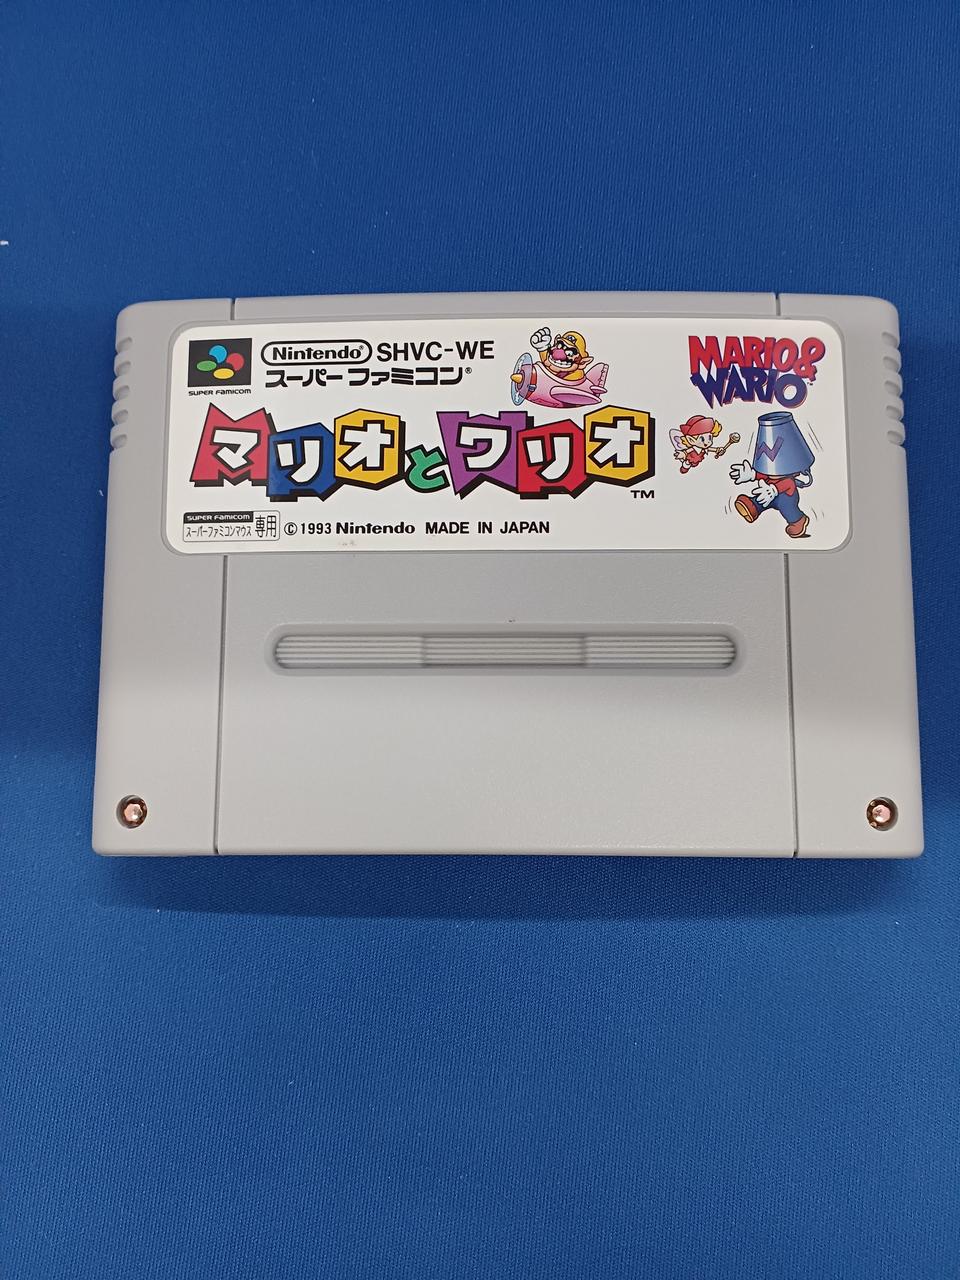 Nintendo® SHVC-WE
スーパーファミコン®
SUPER FAMICOM
MARIO&
WARIO
マリオとワリオ
TM
W
SUPER FAMICOM
スーパーファミコンマウス 専用
©1993 Nintendo MADE IN JAPAN